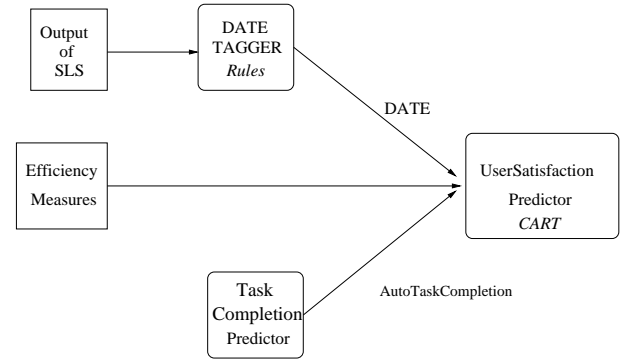 Output
of
SLS
DATE
TAGGER
Rules
DATE
Efficiency
Measures
UserSatisfaction
Predictor
CART
Task
Completion
Predictor
AutoTaskCompletion